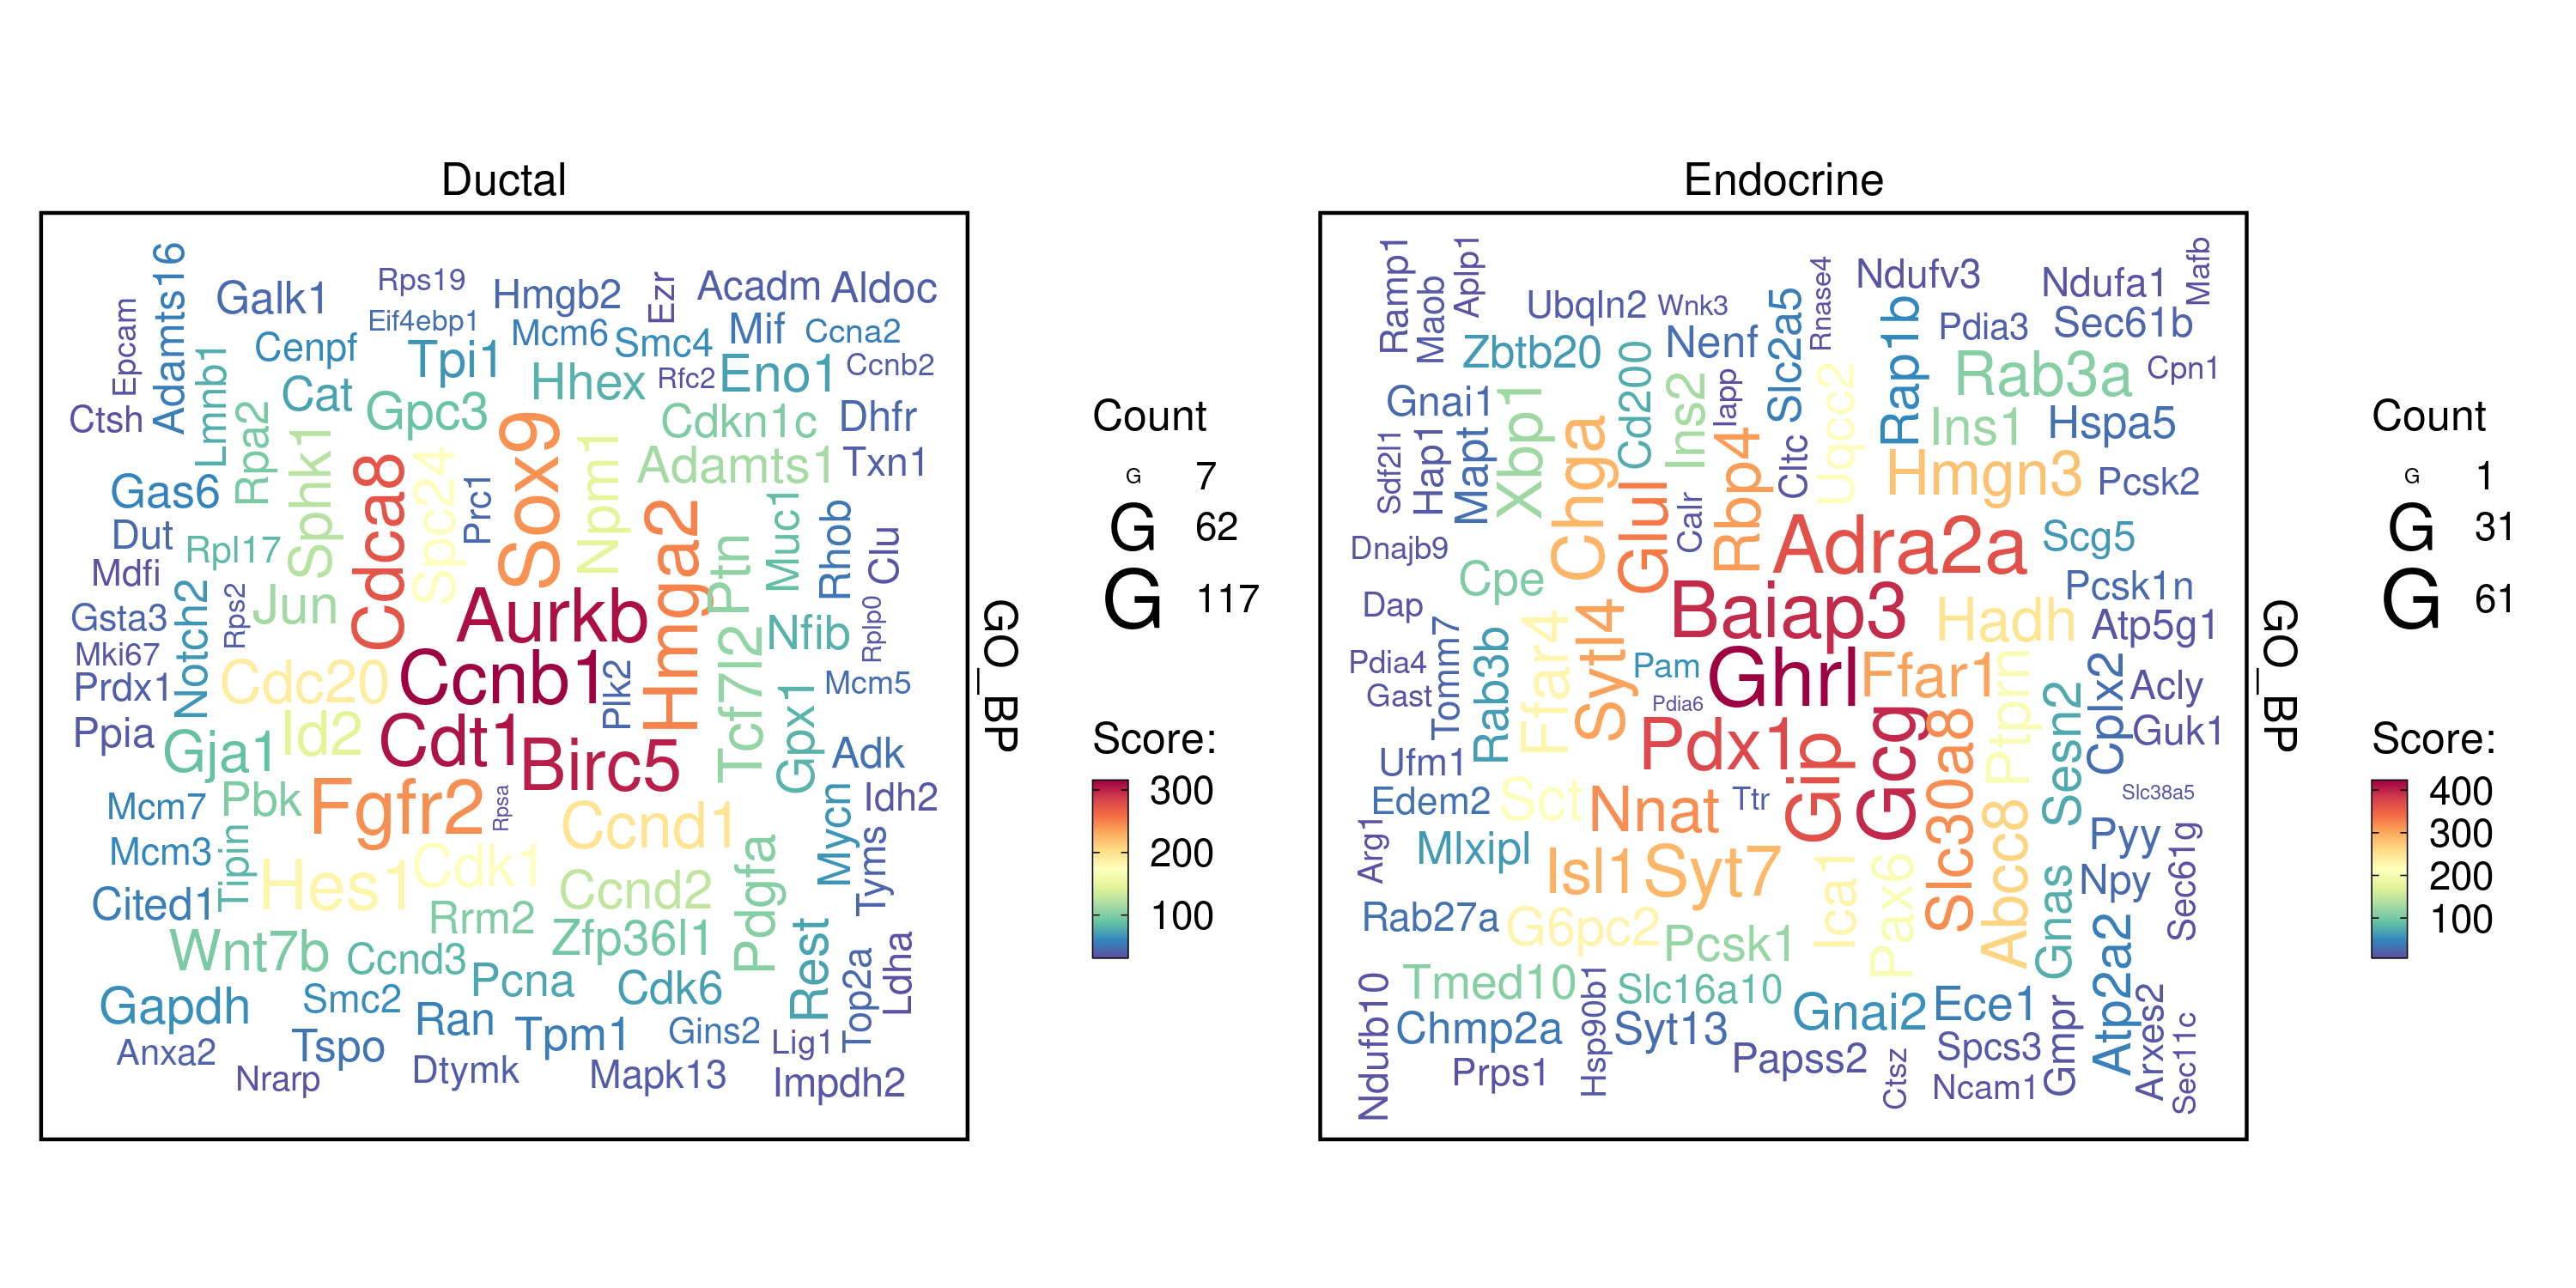 Ductal
Adamts16
Galk1
Rps19
Hmgb2
Ezr
Acadm
Aldoc
Epcam
Eif4ebp1
Mcm6
Smc4
Mif
Ccna2
Cenpf
Tpi1
Hhex
Rfc2
Eno1
Ccnb2
Lmnb1
Cat
Gpc3
Ctsh
Rpa2
Sphk1
Cdca8
Spc24
Sox9
Npm1
Cdkn1c
Dhfr
Adamts1
Txn1
Gas6
Prc1
Hmga2
Muc1
Rhob
Clu
Dut
Rpl17
Ptn
Mdfi
Notch2
Rps2
Jun
Aurkb
Gsta3
Tcf7l2
Nfib
Rplp0
Mki67
Prdx1
Cdc20
Ccnb1
Plk2
Gpx1
Mcm5
Ppia
Gja1
Id2
Cdt1
Birc5
Adk
Mcm7
Pbk
Fgfr2
Rpsa
Ccnd1
Mycn
Idh2
Mcm3
Tipin
Hes1
Cdk1
Ccnd2
Pdgfa
Tyms
Cited1
Rrm2
Zfp36l1
Rest
Wnt7b
Ccnd3
Pcna
Cdk6
Top2a
Ldha
Gapdh
Smc2
Ran
Tpm1
Gins2
Lig1
Anxa2
Tspo
Dtymk
Mapk13
Impdh2
Nrarp
GO_BP
Count
G 7
G 62
G 117
Score:
300
200
100
Endocrine
Ramp1
Maob
Aplp1
Ubqln2
Wnk3
Slc2a5
Rnase4
Ndufv3
Ndufa1
Mafb
Zbtb20
Cd200
Nenf
Rap1b
Pdia3
Sec61b
Gnai1
Xbp1
Ins2
Iapp
Uqcc2
Rab3a
Cpn1
Sdf2l1
Hap1
Mapt
Chga
Glul
Calr
Rbp4
Cltc
Ins1
Hspa5
Hmgn3
Pcsk2
Dnajb9
Cpe
Adra2a
Scg5
Dap
Tomm7
Rab3b
Ffar4
Sytl4
Baiap3
Hadh
Pcsk1n
Atp5g1
Pdia4
Gast
Pam
Pdia6
Ghrl
Ffar1
Ptprn
Sesn2
Cplx2
Acly
Guk1
Ufm1
Pdx1
Gip
Gcg
Slc30a8
Edem2
Sct
Nnat
Ttr
Abcc8
Slc38a5
Arg1
Mlxipl
Isl1
Syt7
Ica1
Pax6
Pyy
Sec61g
Rab27a
G6pc2
Pcsk1
Gnas
Npy
Ndufb10
Tmed10
Hsp90b1
Slc16a10
Gnai2
Ece1
Atp2a2
Arxes2
Sec11c
Chmp2a
Syt13
Papss2
Ctsz
Spcs3
Gmpr
Prps1
Ncam1
GO_BP
Count
G 1
G 31
G 61
Score:
400
300
200
100